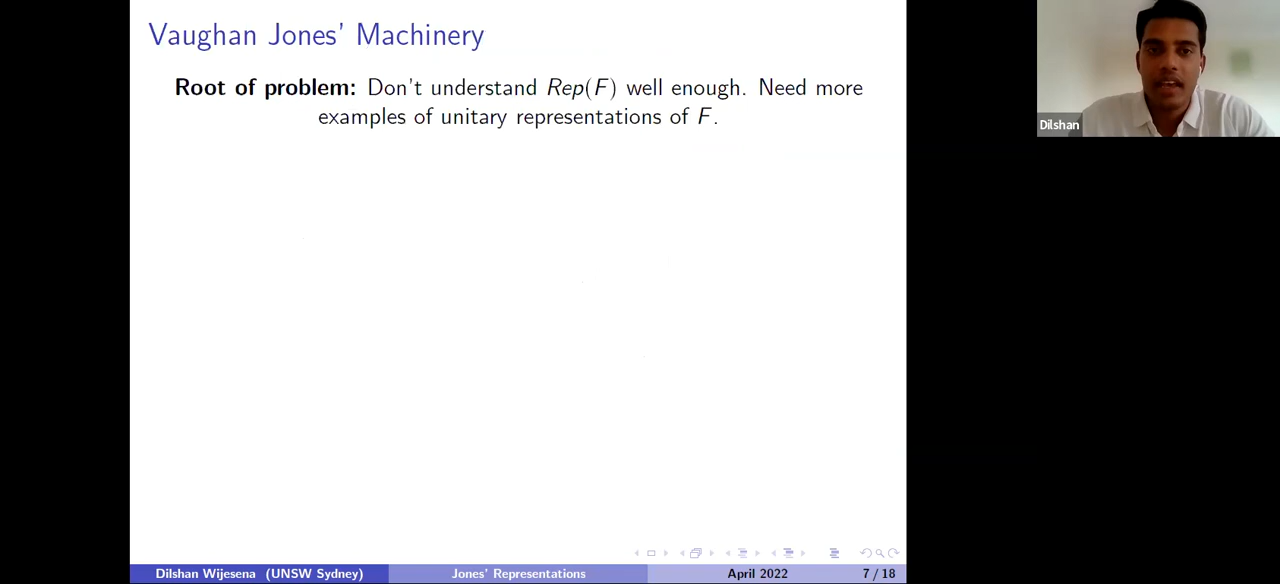 Vaughan Jones' Machinery
Root of problem: Don't understand Rep(F) well enough. Need more
examples of unitary representations of F.
Dilshan
Dilshan Wijesena (UNSW Sydney)
Jones' Representations
April 2022
7 / 18